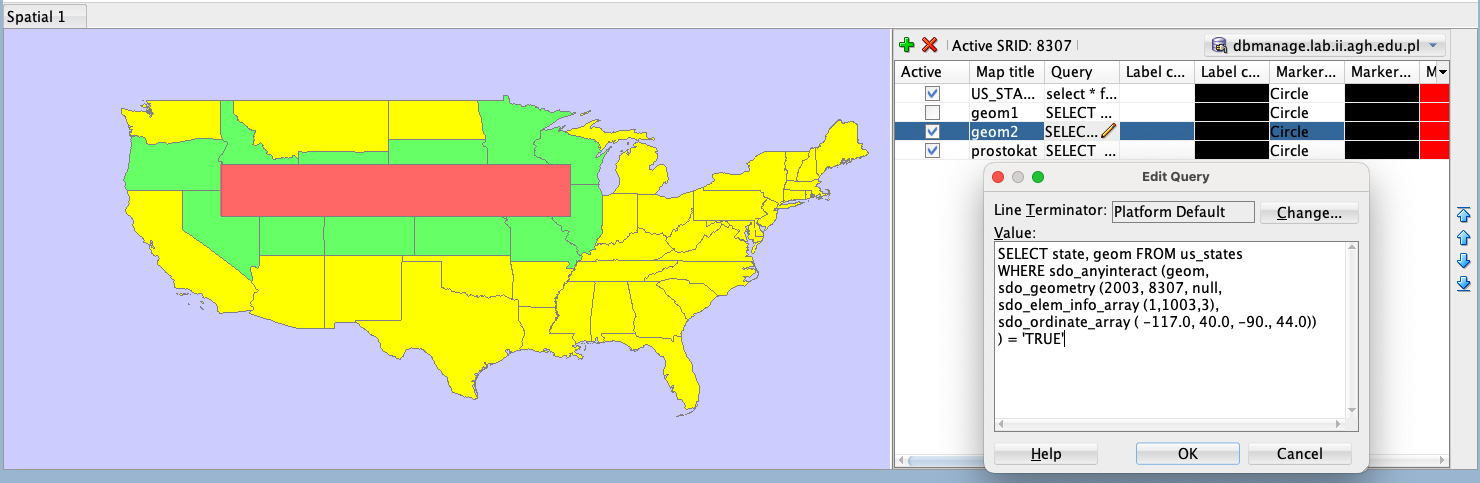 Spatial 1
Active SRID: 8307
dbmanage.lab.ii.agh.edu.pl
Active Map title Query Label c... Label c... Marker... Marker... M
US_STA... select * f... Circle
geom1 SELECT ... Circle
geom2 SELEC... Circle
prostokat SELECT ... Circle
Edit Query
Line Terminator: Platform Default Change...
Value:
SELECT state, geom FROM us_states
WHERE sdo_anyinteract (geom,
sdo_geometry (2003, 8307, null,
sdo_elem_info_array (1,1003,3),
sdo_ordinate_array ( -117.0, 40.0, -90., 44.0))
) = 'TRUE'
Help OK Cancel